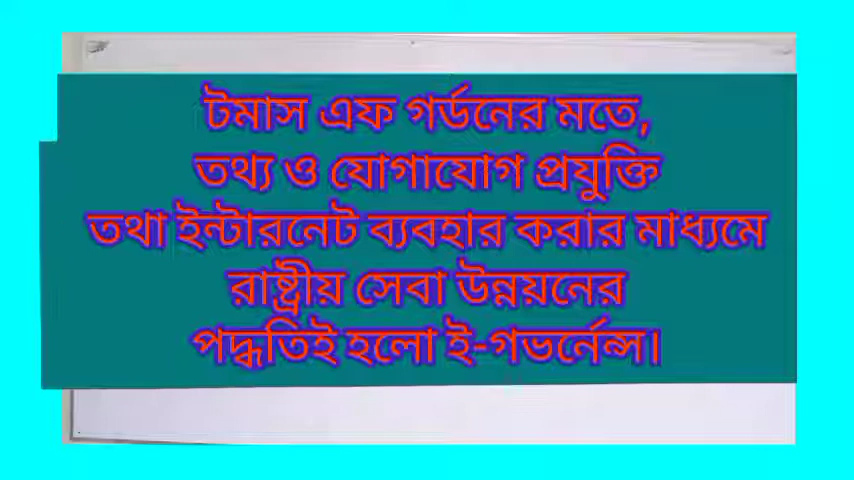 টমাস এফ গর্ডনের মতে,
তথ্য ও যোগাযোগ প্রযুক্তি
তথা ইন্টারনেট ব্যবহার করার মাধ্যমে
রাষ্ট্রীয় সেবা উন্নয়নের
পদ্ধতিই হলো ই-গভর্নেন্স।